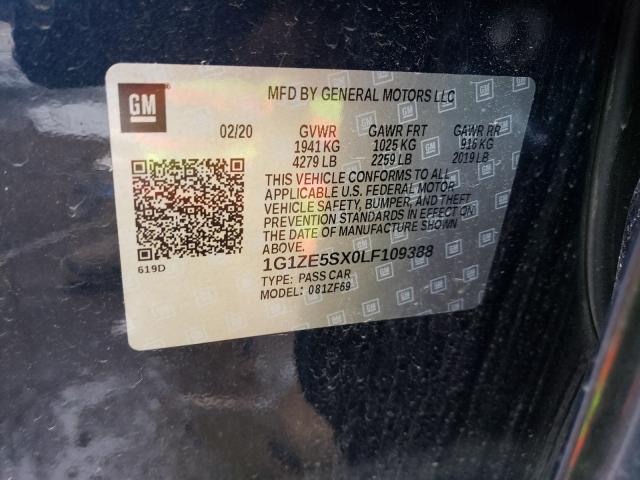 GM
MFD BY GENERAL MOTORS LLC
02/20 GVWR GAWR FRT GAWR RR
1941 KG 1025 KG 916 KG
4279 LB 2259 LB 2019 LB
THIS VEHICLE CONFORMS TO ALL
APPLICABLE U.S. FEDERAL MOTOR
VEHICLE SAFETY, BUMPER, AND THEFT
PREVENTION STANDARDS IN EFFECT ON
THE DATE OF MANUFACTURE SHOWN
ABOVE.
619D
1G1ZE5SX0LF109388
TYPE: PASS CAR
MODEL: 081ZF69